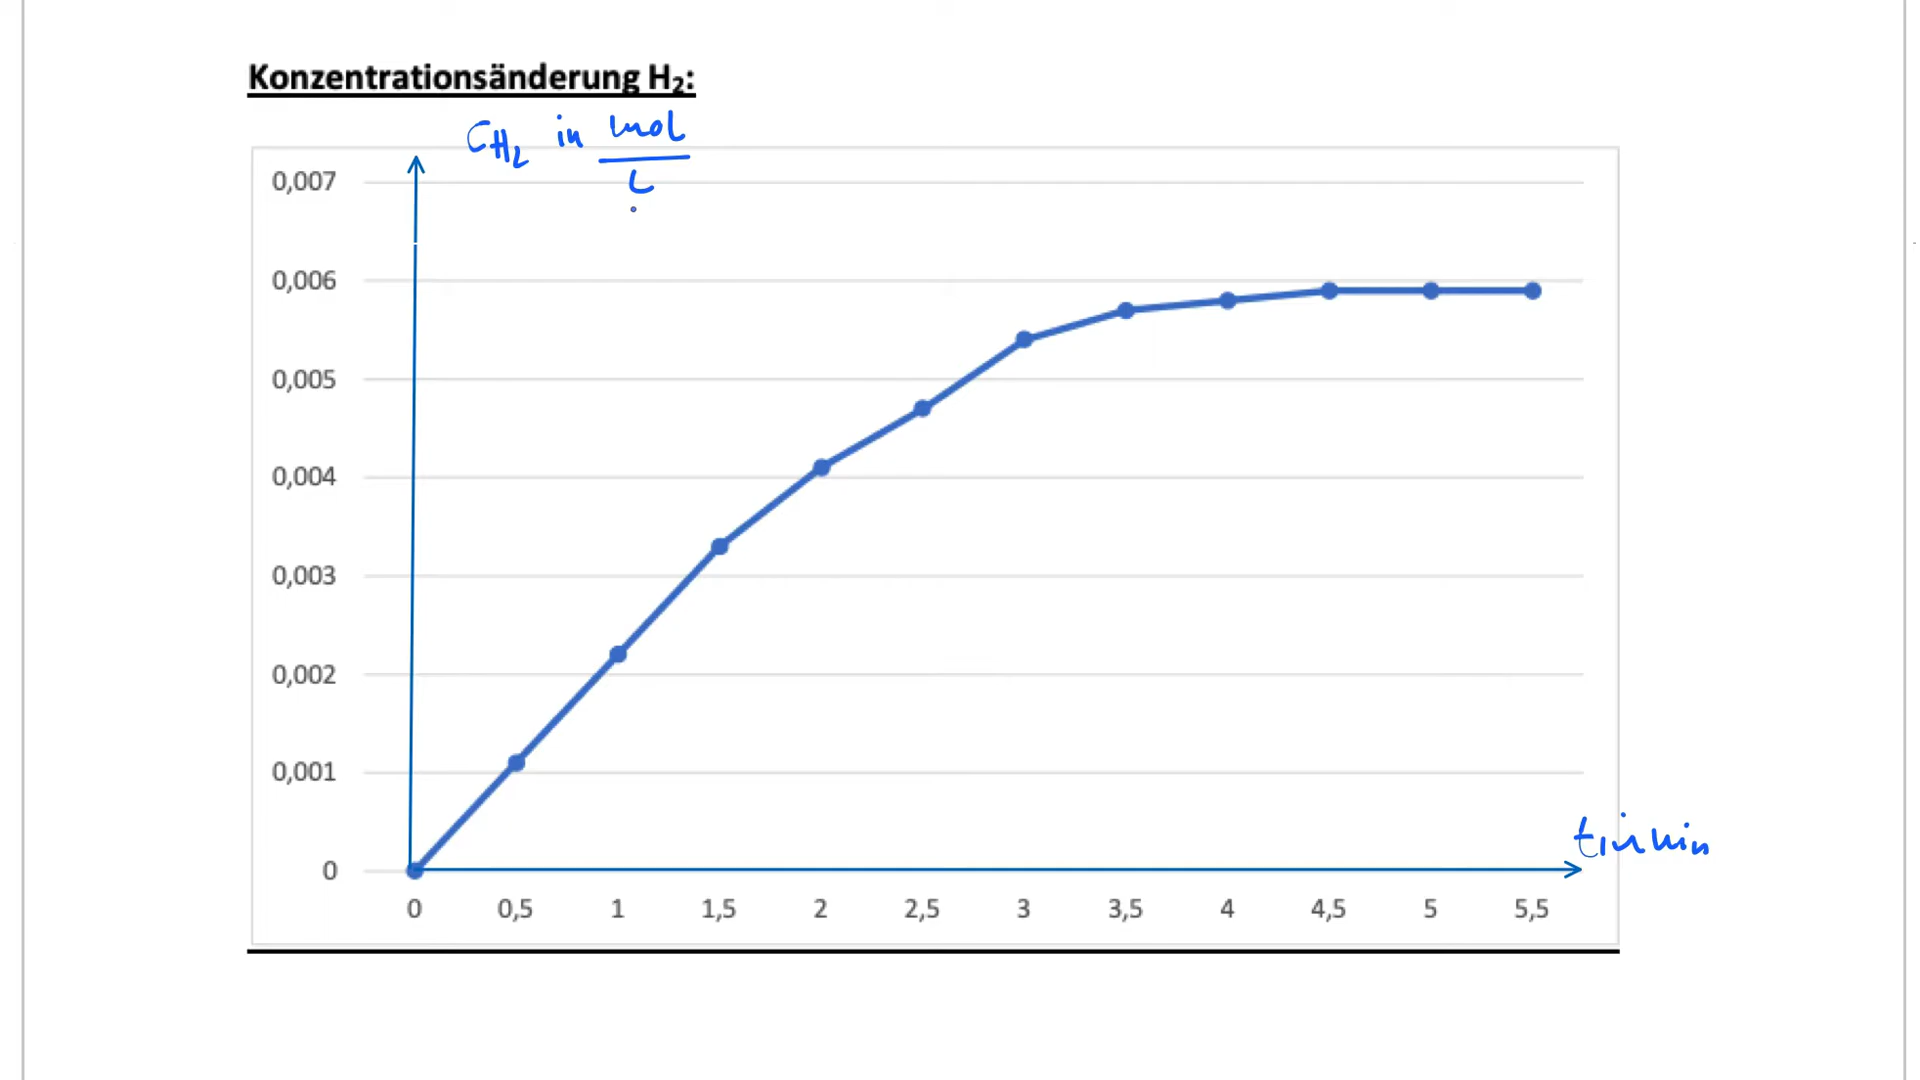 Konzentrationsänderung H₂:
C H₂ in mol
L
0,007
0,006
0,005
0,004
0,003
0,002
0,001
0
t in min
0 0,5 1 1,5 2 2,5 3 3,5 4 4,5 5 5,5